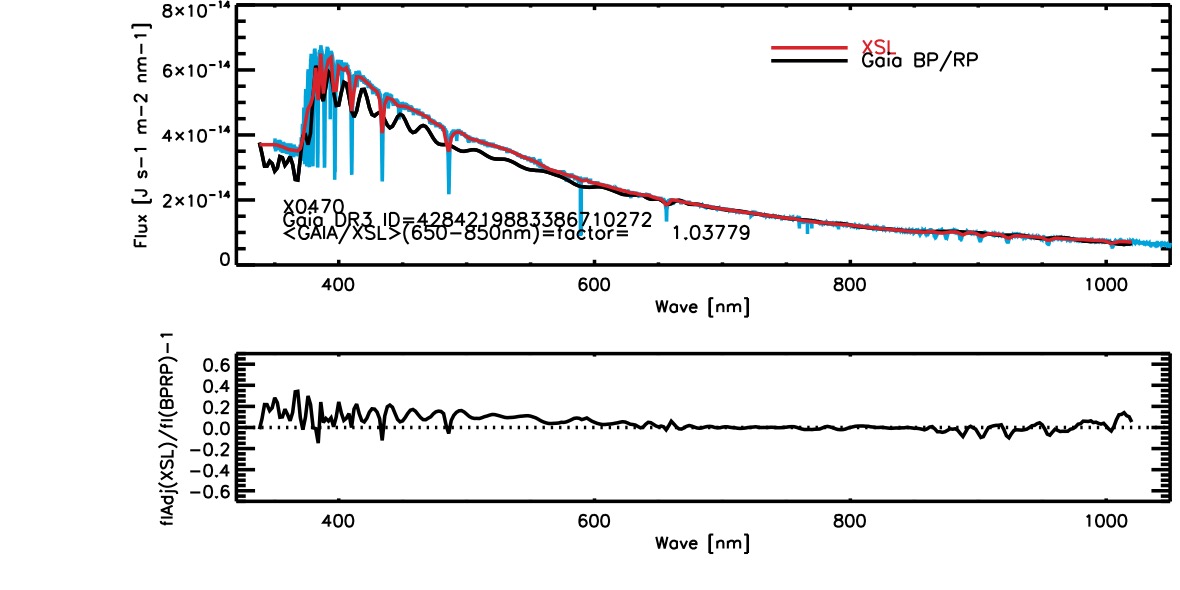 8×10−14
6×10−14
4×10−14
2×10−14
0
Flux [J s−1 m−2 nm−1]
XSL
Gaia BP/RP
X0470
Gaia DR3 ID=4284219883386710272
<GAIA/XSL>(650−850nm)=factor= 1.03779
400 600 800 1000
Wave [nm]
flAdj(XSL)/fl(BPRP)−1
0.6
0.4
0.2
0.0
−0.2
−0.4
−0.6
400 600 800 1000
Wave [nm]